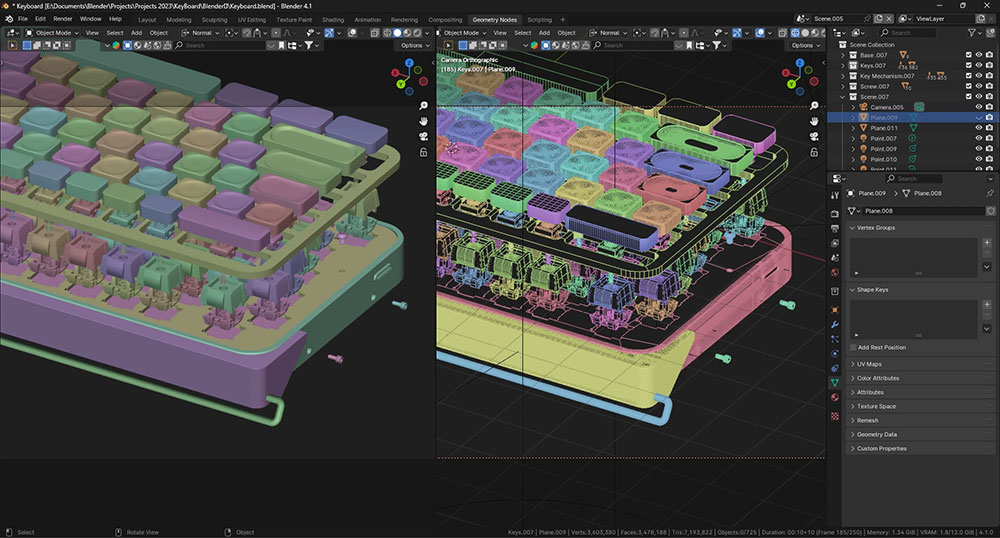 * Keyboard [E:\Documents\Blender\Projects\Projects 2023\KeyBoard\Blender\Keyboard.blend] - Blender 4.1
File Edit Render Window Help Layout Modeling Sculpting UV Editing Texture Paint Shading Animation Rendering Compositing Geometry Nodes Scripting + Scene.005 ViewLayer
Object Mode View Select Add Object Normal
Object Mode View Select Add Object Normal
Search Options
Search Options
Camera Orthographic
(185) Keys.007 | Plane.009
Scene Collection
Base .007
Keys.007
Key Mechanism.007
Screw.007
Scene.007
Camera.005
Plane.009
Plane.011
Point.007
Point.009
Point.010
Point.011
Search
Plane.009 > Plane.008
Plane.008
Vertex Groups
Shape Keys
Add Rest Position
UV Maps
Color Attributes
Attributes
Texture Space
Remesh
Geometry Data
Custom Properties
Select Rotate View Object Keys.007 | Plane.009 | Verts:3,603,380 | Faces:3,478,188 | Tris:7,193,822 | Objects:0/725 | Duration: 00:10+10 (Frame 185/250) | Memory: 1.34 GiB | VRAM: 1.8/12.0 GiB | 4.1.0